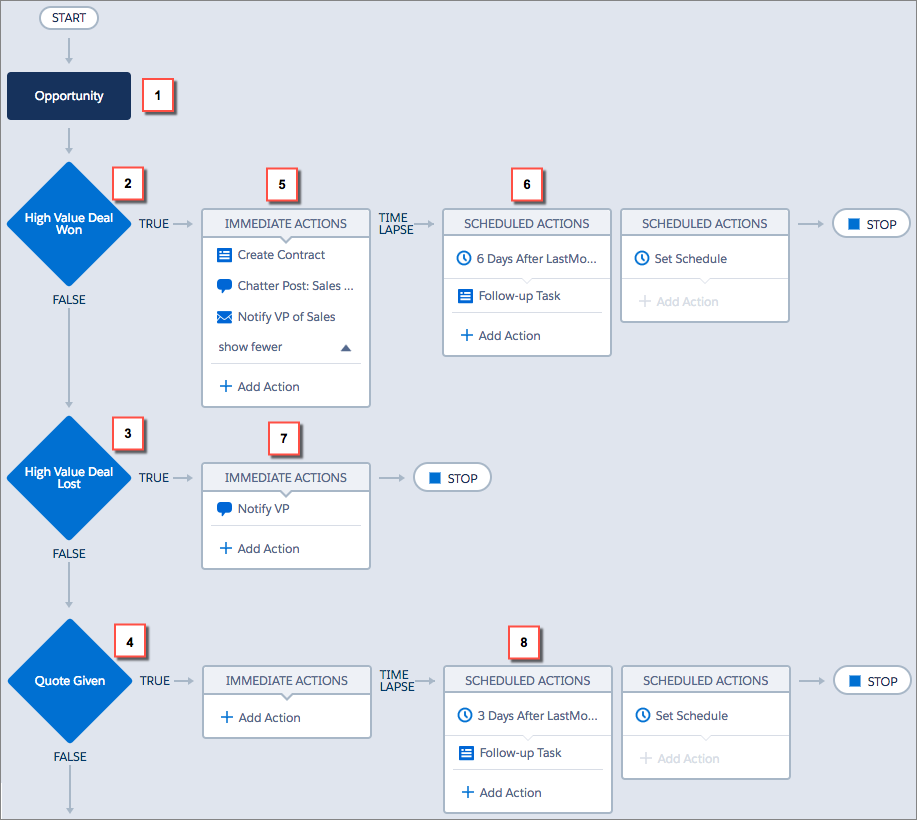 START
Opportunity
1
High Value Deal
Won
2
TRUE
5
IMMEDIATE ACTIONS
Create Contract
Chatter Post: Sales ...
Notify VP of Sales
show fewer
+ Add Action
TIME
LAPSE
6
SCHEDULED ACTIONS
6 Days After LastMo...
Follow-up Task
+ Add Action
SCHEDULED ACTIONS
Set Schedule
+ Add Action
STOP
FALSE
High Value Deal
Lost
3
TRUE
7
IMMEDIATE ACTIONS
Notify VP
+ Add Action
STOP
FALSE
Quote Given
4
TRUE
IMMEDIATE ACTIONS
+ Add Action
TIME
LAPSE
8
SCHEDULED ACTIONS
3 Days After LastMo...
Follow-up Task
+ Add Action
SCHEDULED ACTIONS
Set Schedule
+ Add Action
STOP
FALSE